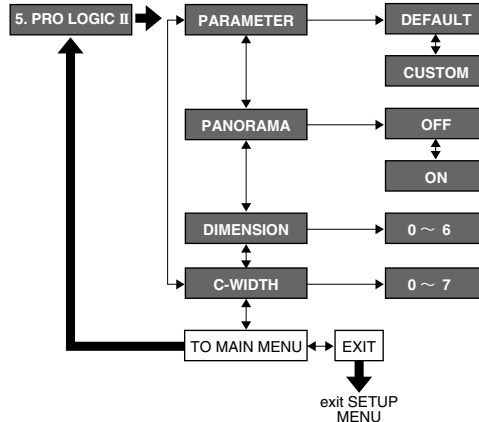 5. PRO LOGIC II
PARAMETER
DEFAULT
CUSTOM
PANORAMA
OFF
ON
DIMENSION
0 ~ 6
C-WIDTH
0 ~ 7
TO MAIN MENU
EXIT
exit SETUP
MENU